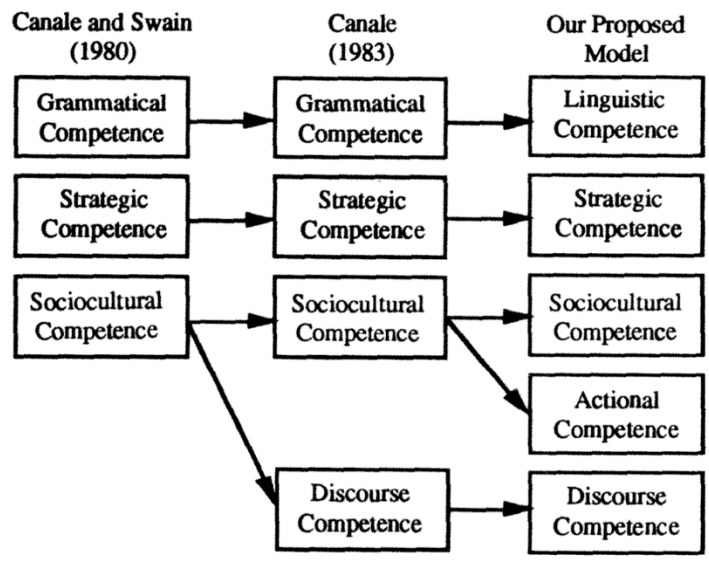 Canale and Swain
(1980)
Canale
(1983)
Our Proposed
Model
Grammatical
Competence
Grammatical
Competence
Linguistic
Competence
Strategic
Competence
Strategic
Competence
Strategic
Competence
Sociocultural
Competence
Sociocultural
Competence
Sociocultural
Competence
Actional
Competence
Discourse
Competence
Discourse
Competence